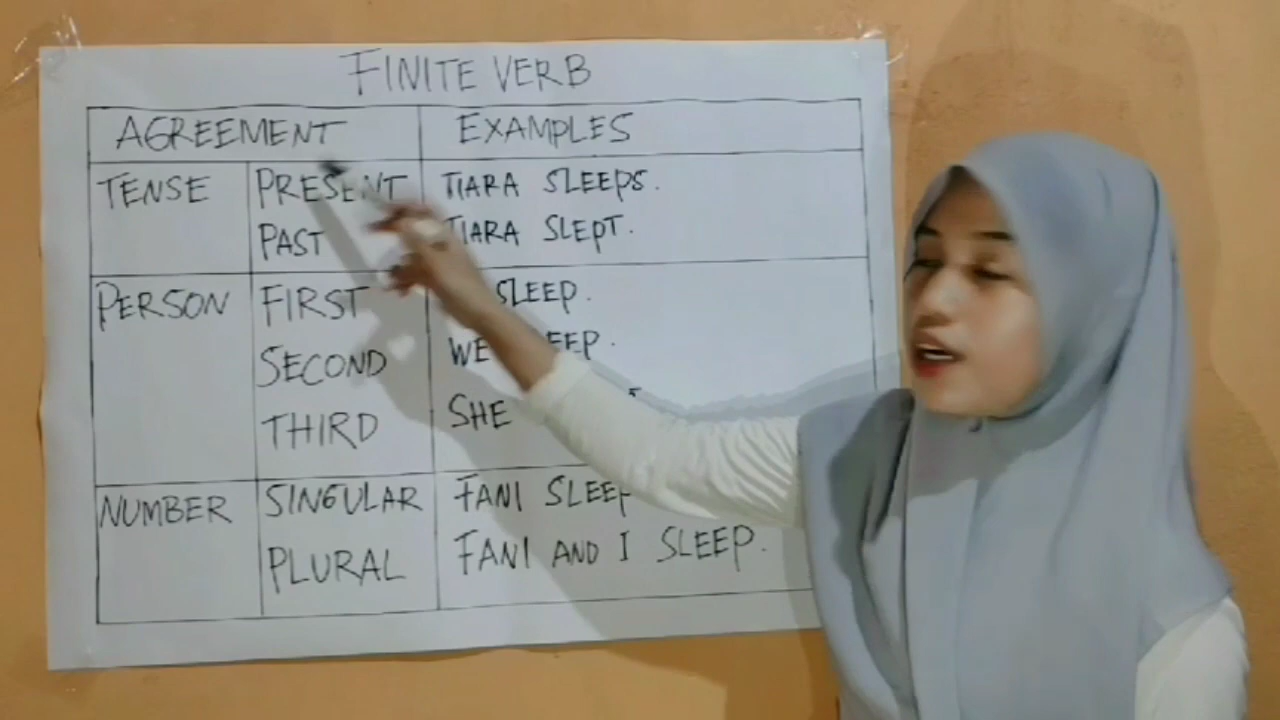 FINITE VERB
AGREEMENT EXAMPLES
TENSE PRESENT TIARA SLEEPS.
PAST TIARA SLEPT.
PERSON FIRST SLEEP.
SECOND WE
THIRD SHE
NUMBER SINGULAR FANI
PLURAL FANI AND I SLEEP.